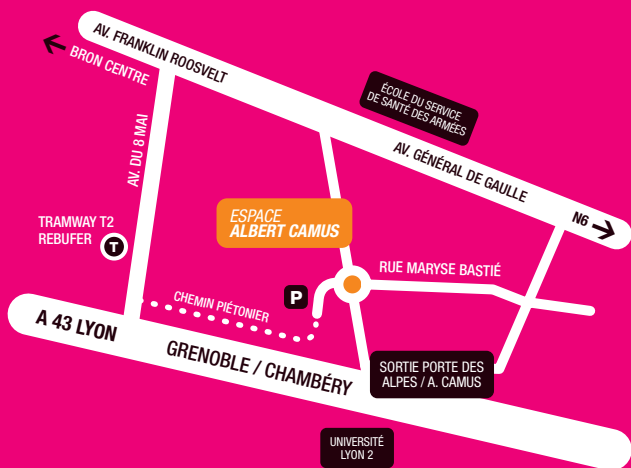 AV. FRANKLIN ROOSVELT
BRON CENTRE
ÉCOLE DU SERVICE
DE SANTÉ DES ARMÉES
AV. DU 8 MAI
AV. GÉNÉRAL DE GAULLE
N6
ESPACE
ALBERT CAMUS
TRAMWAY T2
REBUFER
T
RUE MARYSE BASTIÉ
P
CHEMIN PIÉTONIER
A 43 LYON
GRENOBLE / CHAMBÉRY
SORTIE PORTE DES
ALPES / A. CAMUS
UNIVERSITÉ
LYON 2